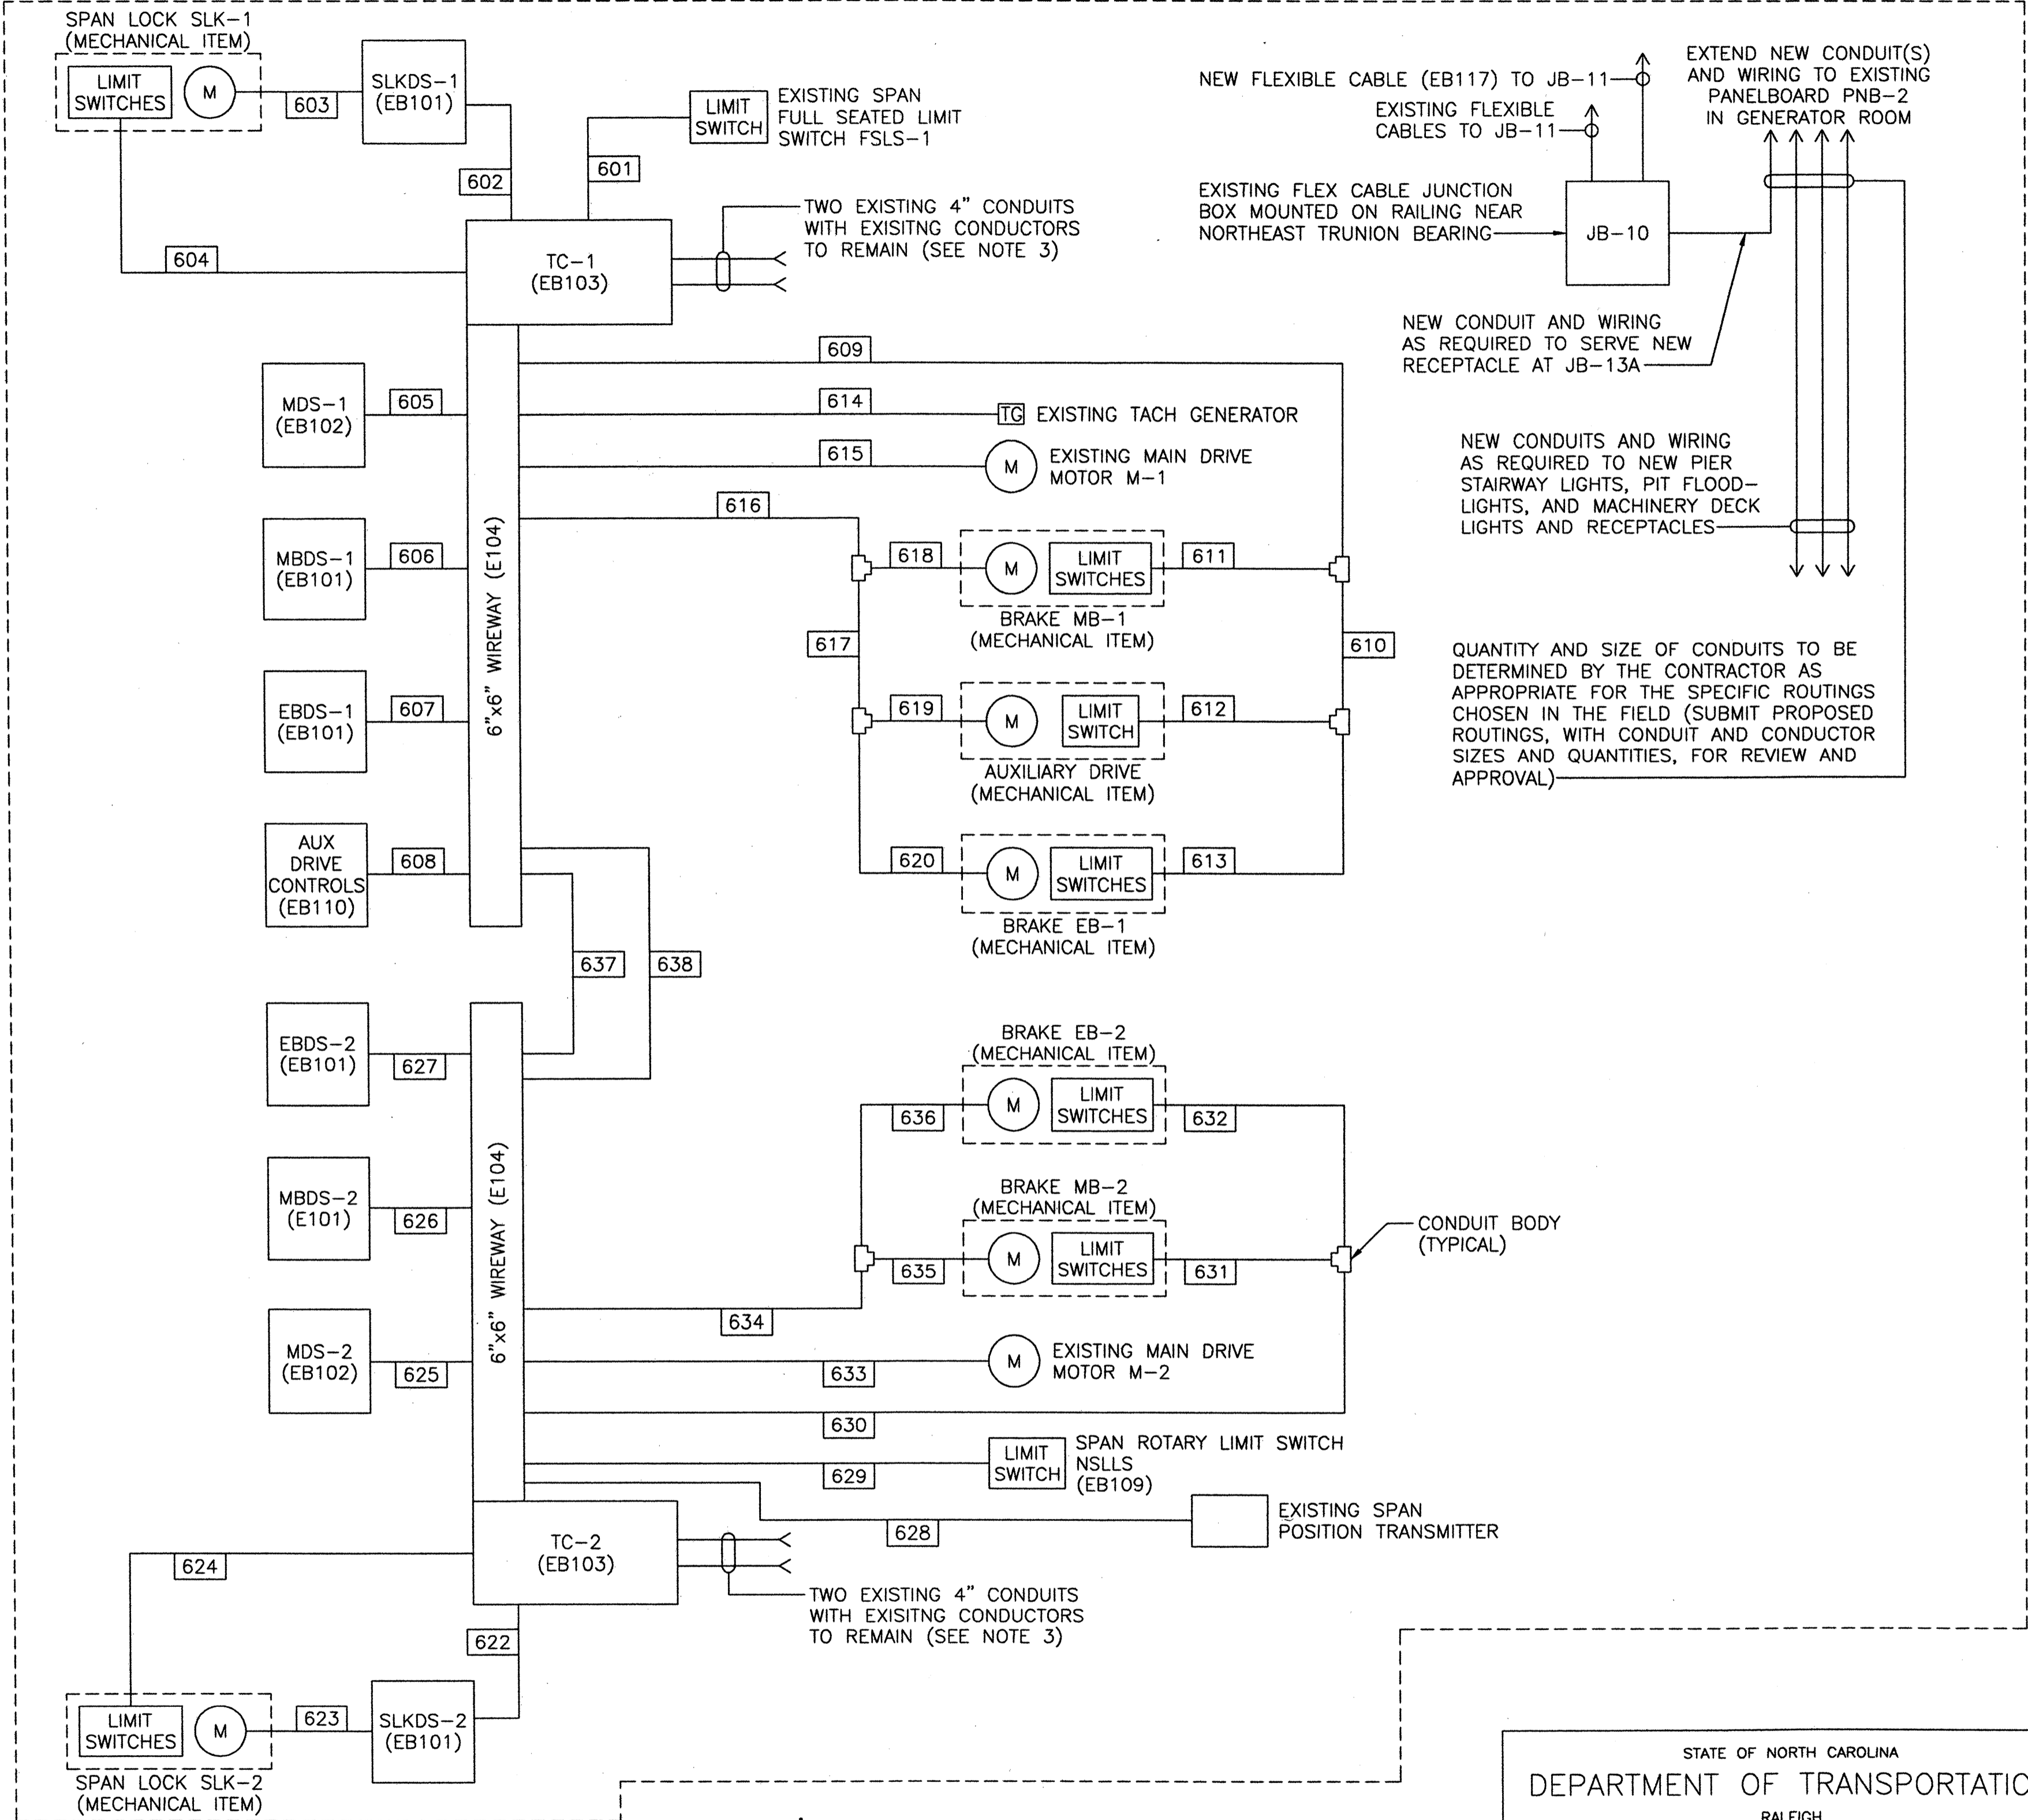 SPAN LOCK SLK-1
(MECHANICAL ITEM)
LIMIT
SWITCHES
M
603
SLKDS-1
(EB101)
602
604
LIMIT
SWITCH
EXISTING SPAN
FULL SEATED LIMIT
SWITCH FSLS-1
601
TWO EXISTING 4" CONDUITS
WITH EXISITNG CONDUCTORS
TO REMAIN (SEE NOTE 3)
TC-1
(EB103)
NEW FLEXIBLE CABLE (EB117) TO JB-11
EXISTING FLEXIBLE
CABLES TO JB-11
EXTEND NEW CONDUIT(S)
AND WIRING TO EXISTING
PANELBOARD PNB-2
IN GENERATOR ROOM
EXISTING FLEX CABLE JUNCTION
BOX MOUNTED ON RAILING NEAR
NORTHEAST TRUNION BEARING
JB-10
NEW CONDUIT AND WIRING
AS REQUIRED TO SERVE NEW
RECEPTACLE AT JB-13A
NEW CONDUITS AND WIRING
AS REQUIRED TO NEW PIER
STAIRWAY LIGHTS, PIT FLOOD-
LIGHTS, AND MACHINERY DECK
LIGHTS AND RECEPTACLES
QUANTITY AND SIZE OF CONDUITS TO BE
DETERMINED BY THE CONTRACTOR AS
APPROPRIATE FOR THE SPECIFIC ROUTINGS
CHOSEN IN THE FIELD (SUBMIT PROPOSED
ROUTINGS, WITH CONDUIT AND CONDUCTOR
SIZES AND QUANTITIES, FOR REVIEW AND
APPROVAL)
MDS-1
(EB102)
605
MBDS-1
(EB101)
606
EBDS-1
(EB101)
607
AUX
DRIVE
CONTROLS
(EB110)
608
6"x6" WIREWAY (E104)
609
614
TG
EXISTING TACH GENERATOR
615
M
EXISTING MAIN DRIVE
MOTOR M-1
616
618
M
LIMIT
SWITCHES
611
BRAKE MB-1
(MECHANICAL ITEM)
617
610
619
M
LIMIT
SWITCH
612
AUXILIARY DRIVE
(MECHANICAL ITEM)
620
M
LIMIT
SWITCHES
613
BRAKE EB-1
(MECHANICAL ITEM)
637
638
EBDS-2
(EB101)
627
MBDS-2
(E101)
626
MDS-2
(EB102)
625
6"x6" WIREWAY (E104)
BRAKE EB-2
(MECHANICAL ITEM)
636
M
LIMIT
SWITCHES
632
BRAKE MB-2
(MECHANICAL ITEM)
635
M
LIMIT
SWITCHES
631
CONDUIT BODY
(TYPICAL)
634
633
M
EXISTING MAIN DRIVE
MOTOR M-2
630
629
LIMIT
SWITCH
SPAN ROTARY LIMIT SWITCH
NSLLS
(EB109)
628
EXISTING SPAN
POSITION TRANSMITTER
TC-2
(EB103)
TWO EXISTING 4" CONDUITS
WITH EXISITNG CONDUCTORS
TO REMAIN (SEE NOTE 3)
624
622
LIMIT
SWITCHES
M
623
SLKDS-2
(EB101)
SPAN LOCK SLK-2
(MECHANICAL ITEM)
STATE OF NORTH CAROLINA
DEPARTMENT OF TRANSPORTATIO
RALEIGH